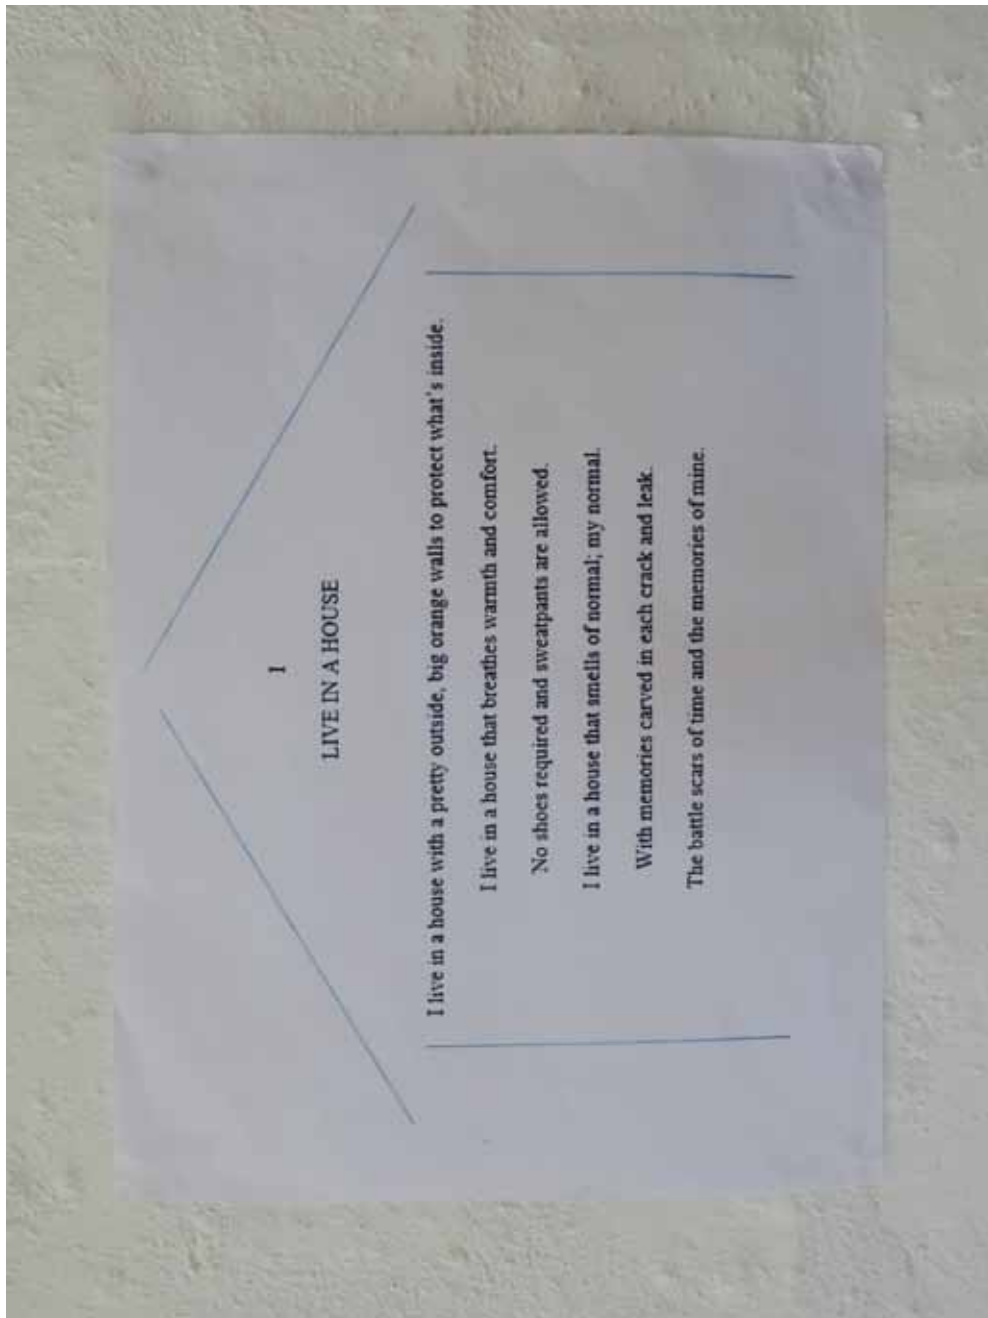 I
LIVE IN A HOUSE
I live in a house with a pretty outside, big orange walls to protect what's inside.
I live in a house that breathes warmth and comfort.
No shoes required and sweatpants are allowed.
I live in a house that smells of normal; my normal.
With memories carved in each crack and leak.
The battle scars of time and the memories of mine.